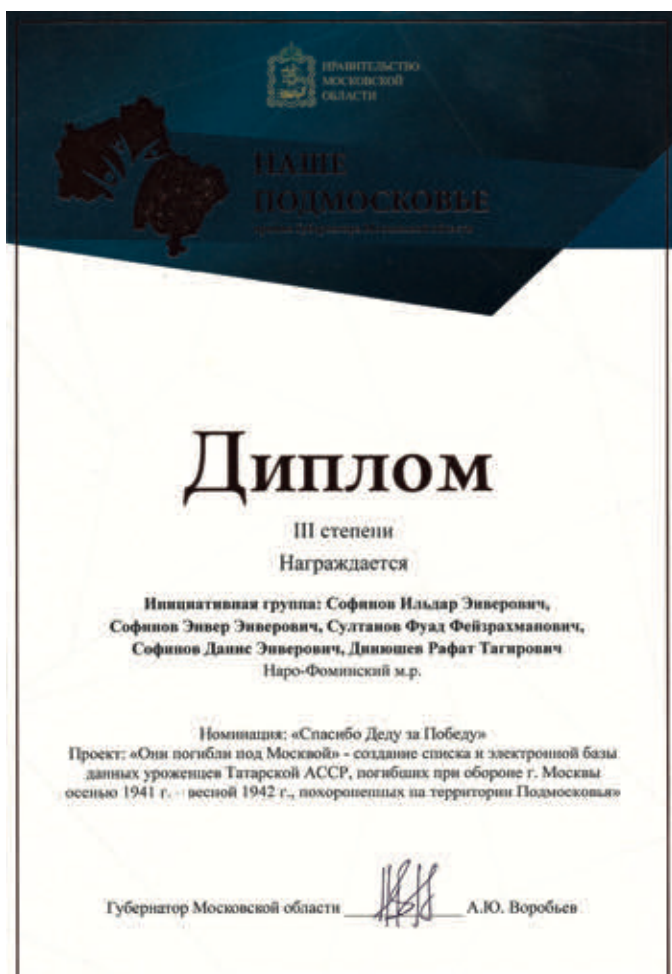 ПРАВИТЕЛЬСТВО
МОСКОВСКОЙ
ОБЛАСТИ
НАШЕ
ПОДМОСКОВЬЕ
Диплом
III степени
Награждается
Инициативная группа: Софинов Ильдар Энверович,
Софинов Энвер Энверович, Султанов Фуад Фейзрахманович,
Софинов Данис Энверович, Динюшев Рафат Тагирович
Наро-Фоминский м.р.
Номинация: «Спасибо Деду за Победу»
Проект: «Они погибли под Москвой» - создание списка и электронной базы
данных уроженцев Татарской АССР, погибших при обороне г. Москвы
осенью 1941 г. - весной 1942 г., похороненных на территории Подмосковья»
Губернатор Московской области А.Ю. Воробьев